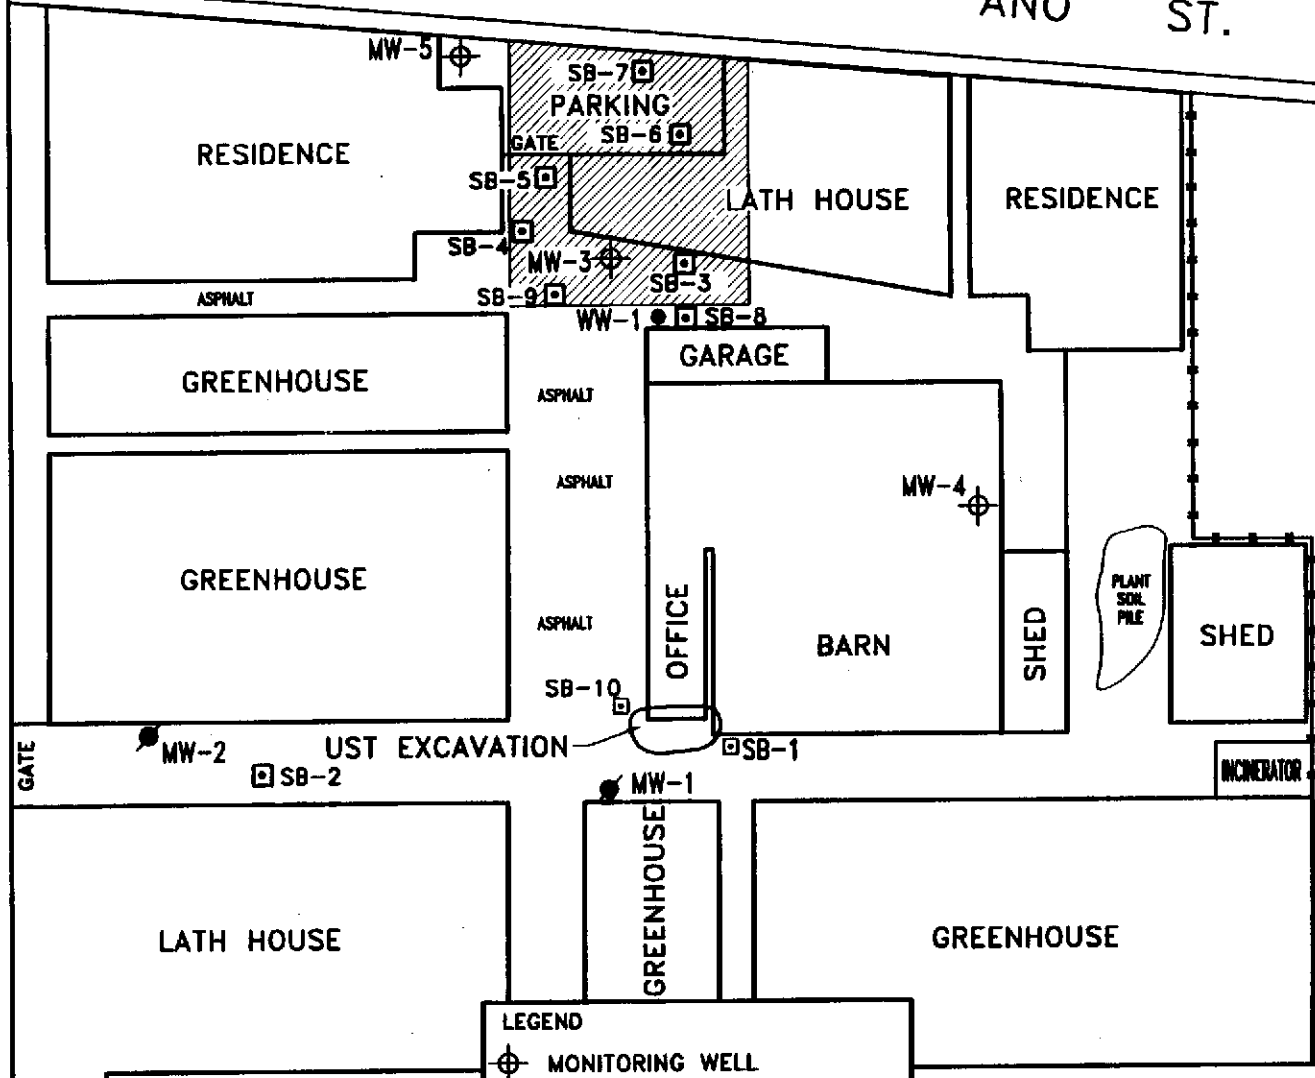 ANO ST.
MW-5
SB-7
PARKING
SB-6
GATE
RESIDENCE
SB-5
LATH HOUSE
RESIDENCE
SB-4
MW-3
SB-3
ASPHALT
SB-9
WW-1
SB-8
GARAGE
GREENHOUSE
ASPHALT
ASPHALT
MW-4
GREENHOUSE
OFFICE
PLANT
SOIL
PILE
ASPHALT
BARN
SHED
SHED
SB-10
GATE
MW-2
UST EXCAVATION
SB-1
SB-2
MW-1
INCINERATOR
GREENHOUSE
LATH HOUSE
GREENHOUSE
LEGEND
MONITORING WELL